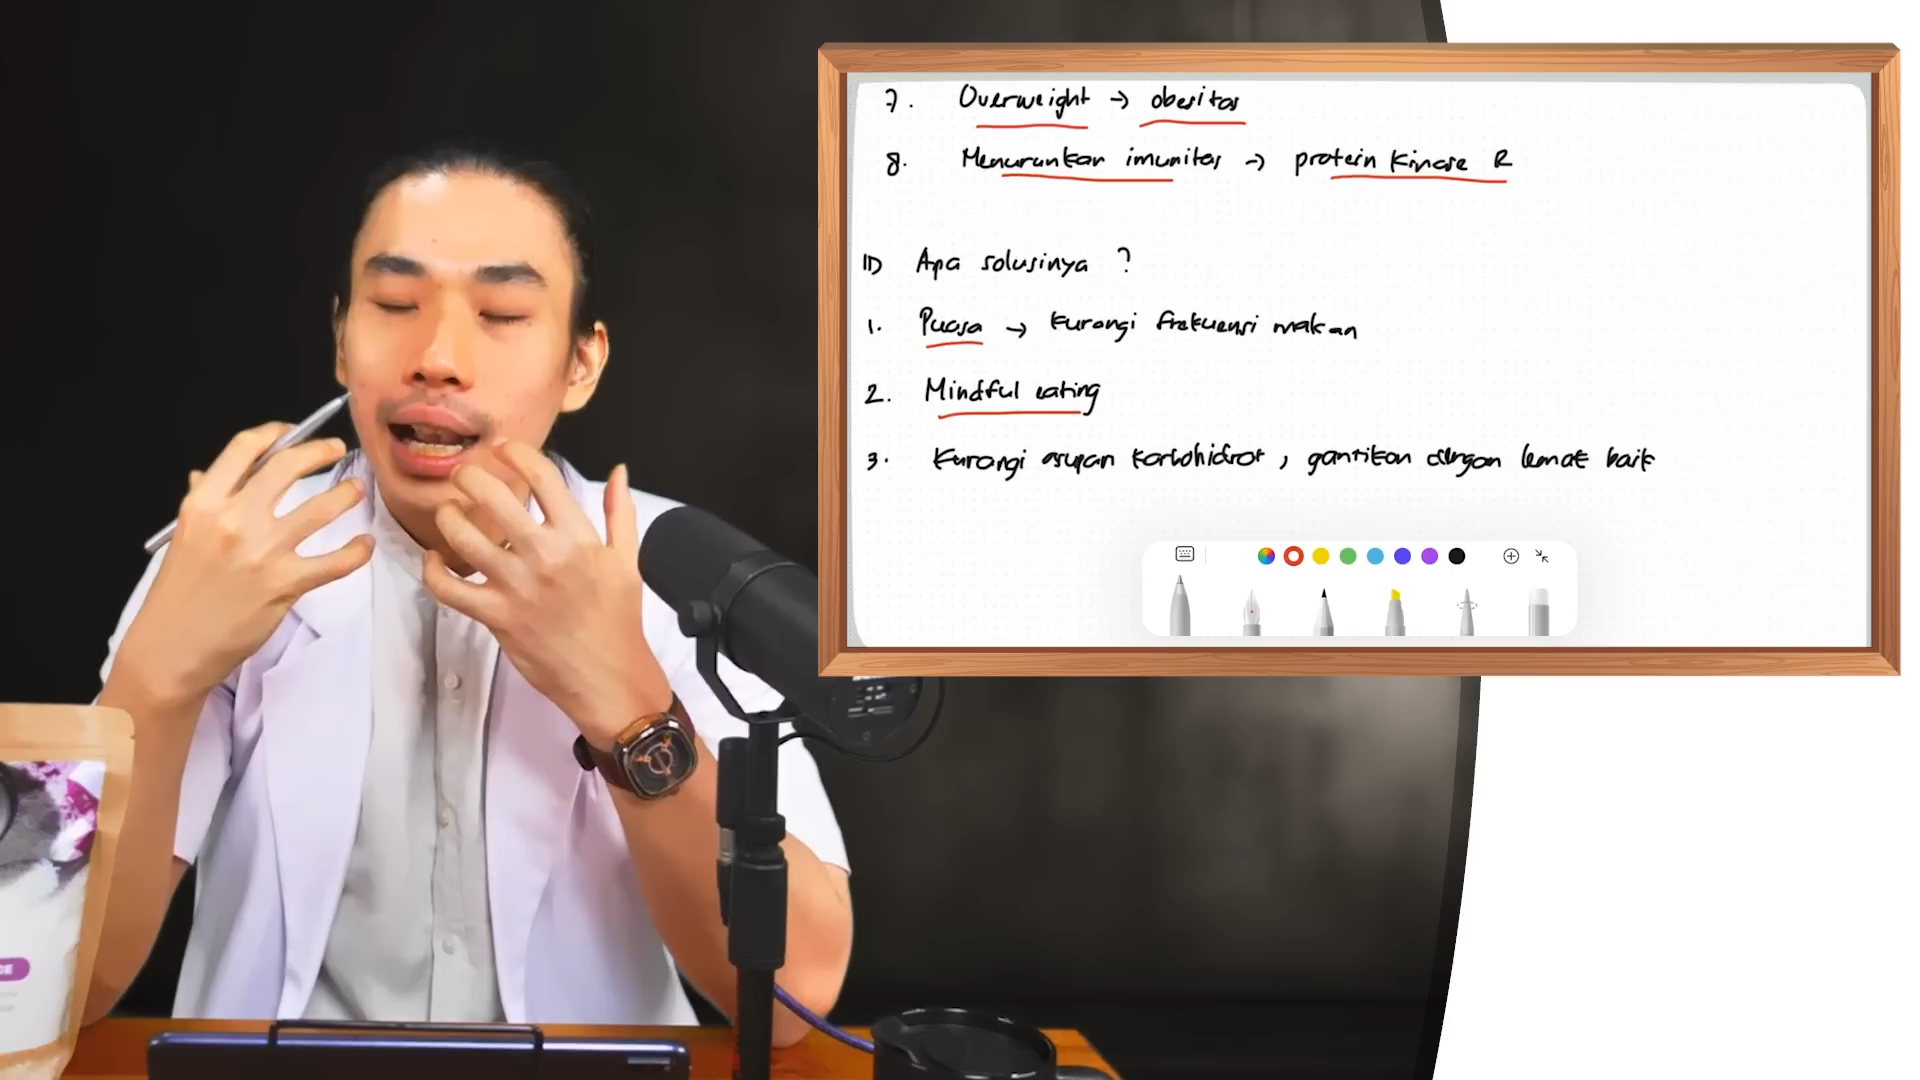 7. Overweight → obesitas
8. Menurunkan imunitas → protein kinase R
D Apa solusinya ?
1. Puasa → kurangi frekuensi makan
2. Mindful eating
3. Kurangi asupan karbohidrat, gantikan dengan lemak baik